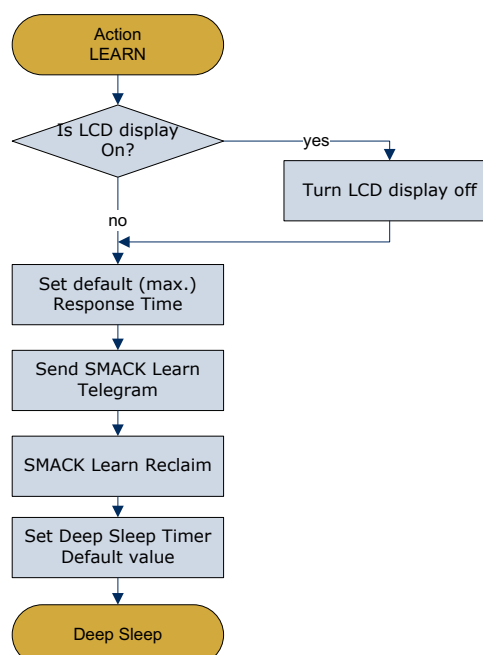 Action
LEARN
Is LCD display
On?
yes
Turn LCD display off
no
Set default (max.)
Response Time
Send SMACK Learn
Telegram
SMACK Learn Reclaim
Set Deep Sleep Timer
Default value
Deep Sleep